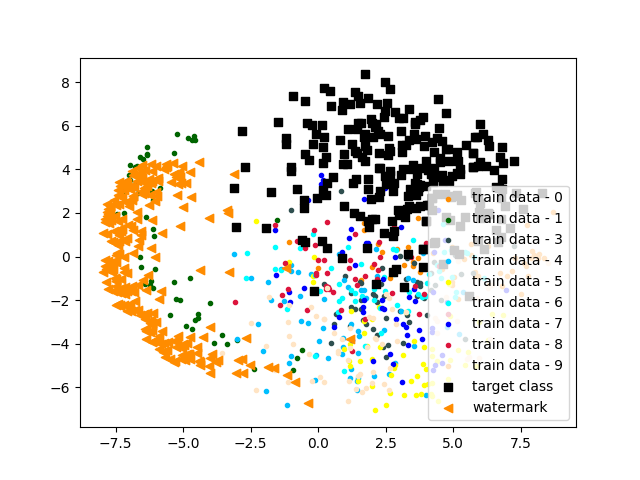 8
6
4
2
0
−2
−4
−6
−7.5 −5.0 −2.5 0.0 2.5 5.0 7.5
train data - 0
train data - 1
train data - 3
train data - 4
train data - 5
train data - 6
train data - 7
train data - 8
train data - 9
target class
watermark